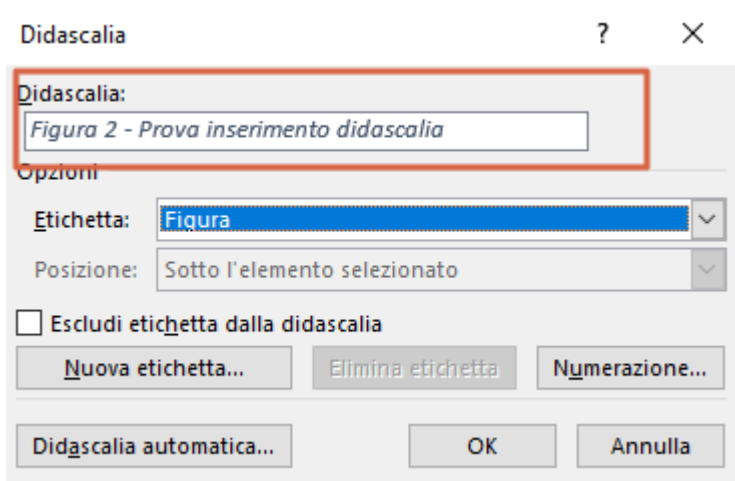 Didascalia ?
Didascalia:
Figura 2 - Prova inserimento didascalia
Opzioni
Etichetta: Figura
Posizione: Sotto l'elemento selezionato
Escludi etichetta dalla didascalia
Nuova etichetta... Elimina etichetta Numerazione...
Didascalia automatica... OK Annulla